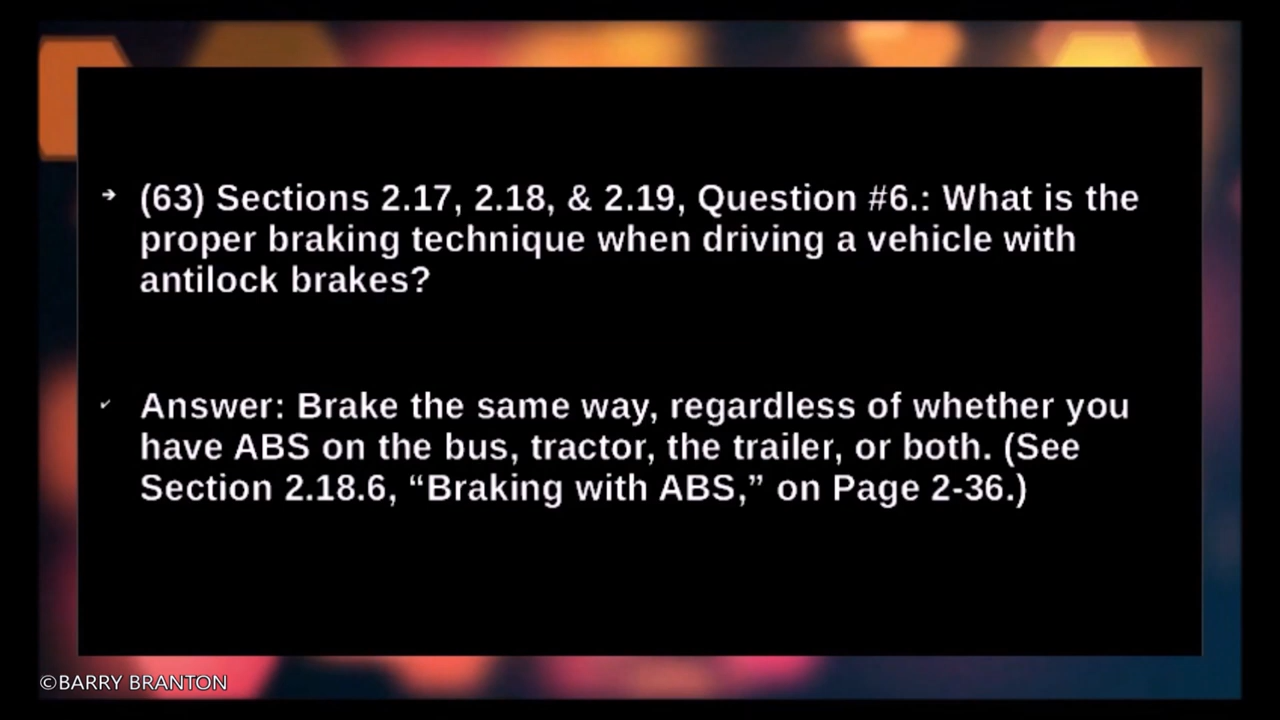 ➔ (63) Sections 2.17, 2.18, & 2.19, Question #6.: What is the
proper braking technique when driving a vehicle with
antilock brakes?
✓ Answer: Brake the same way, regardless of whether you
have ABS on the bus, tractor, the trailer, or both. (See
Section 2.18.6, “Braking with ABS,” on Page 2-36.)
©BARRY BRANTON